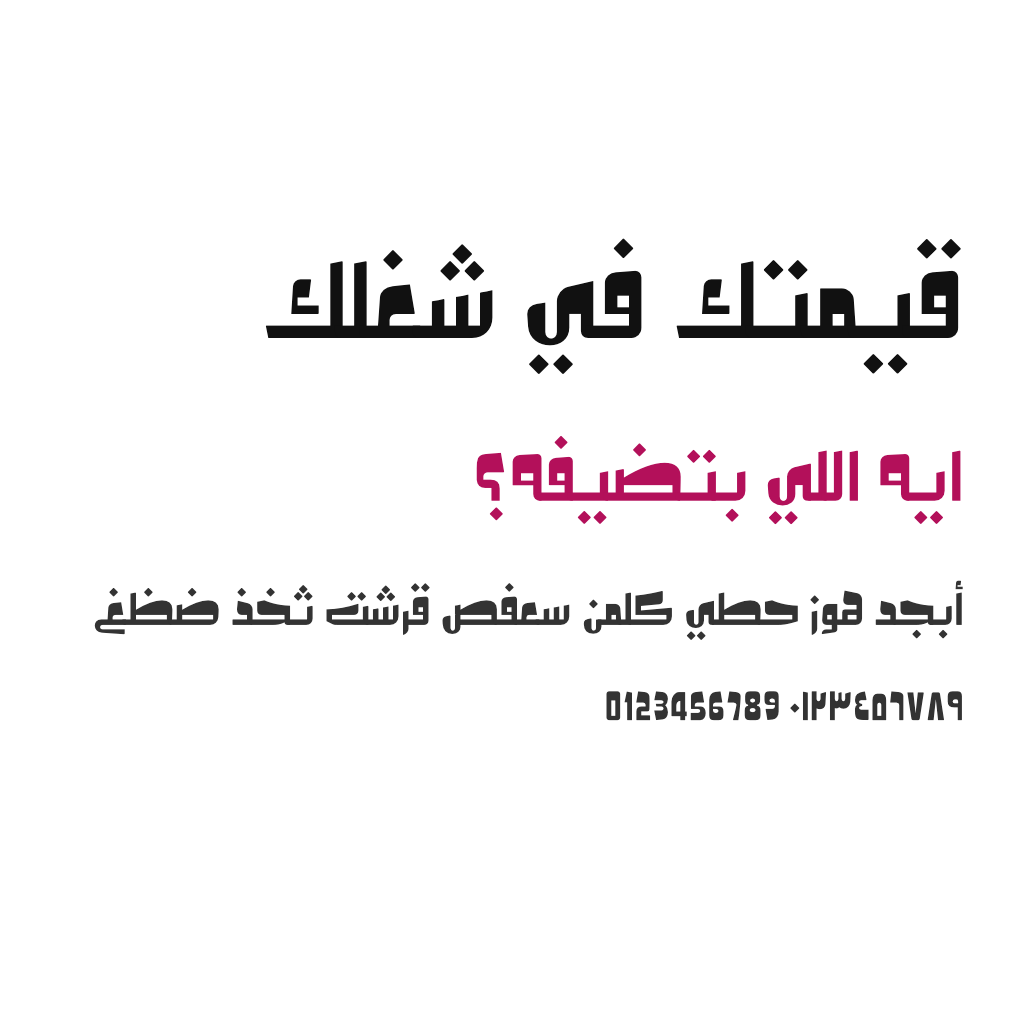 قيمتك في شغلك
ايه اللي بتضيفه؟
أبجد هوز حطي كلمن سعفص قرشت ثخذ ضظغ
0123456789 ٠١٢٣٤٥٦٧٨٩